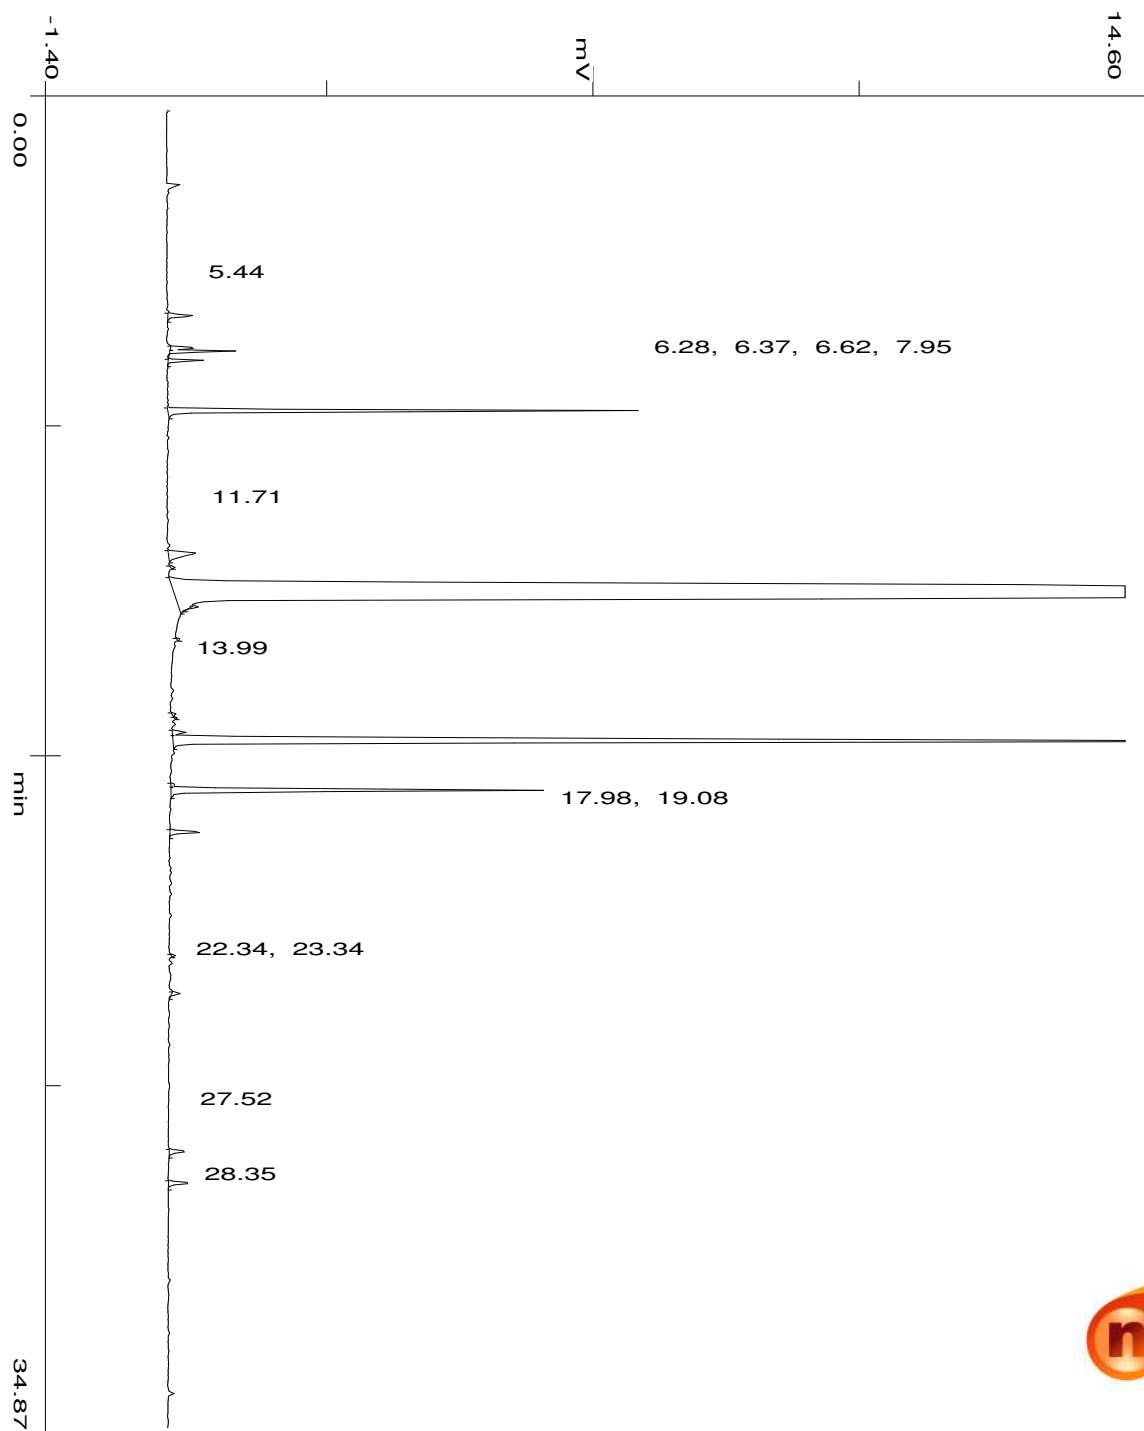 -1.40
mV
14.60
0.00
5.44
6.28, 6.37, 6.62, 7.95
11.71
13.99
min
17.98, 19.08
22.34, 23.34
27.52
28.35
34.87
n